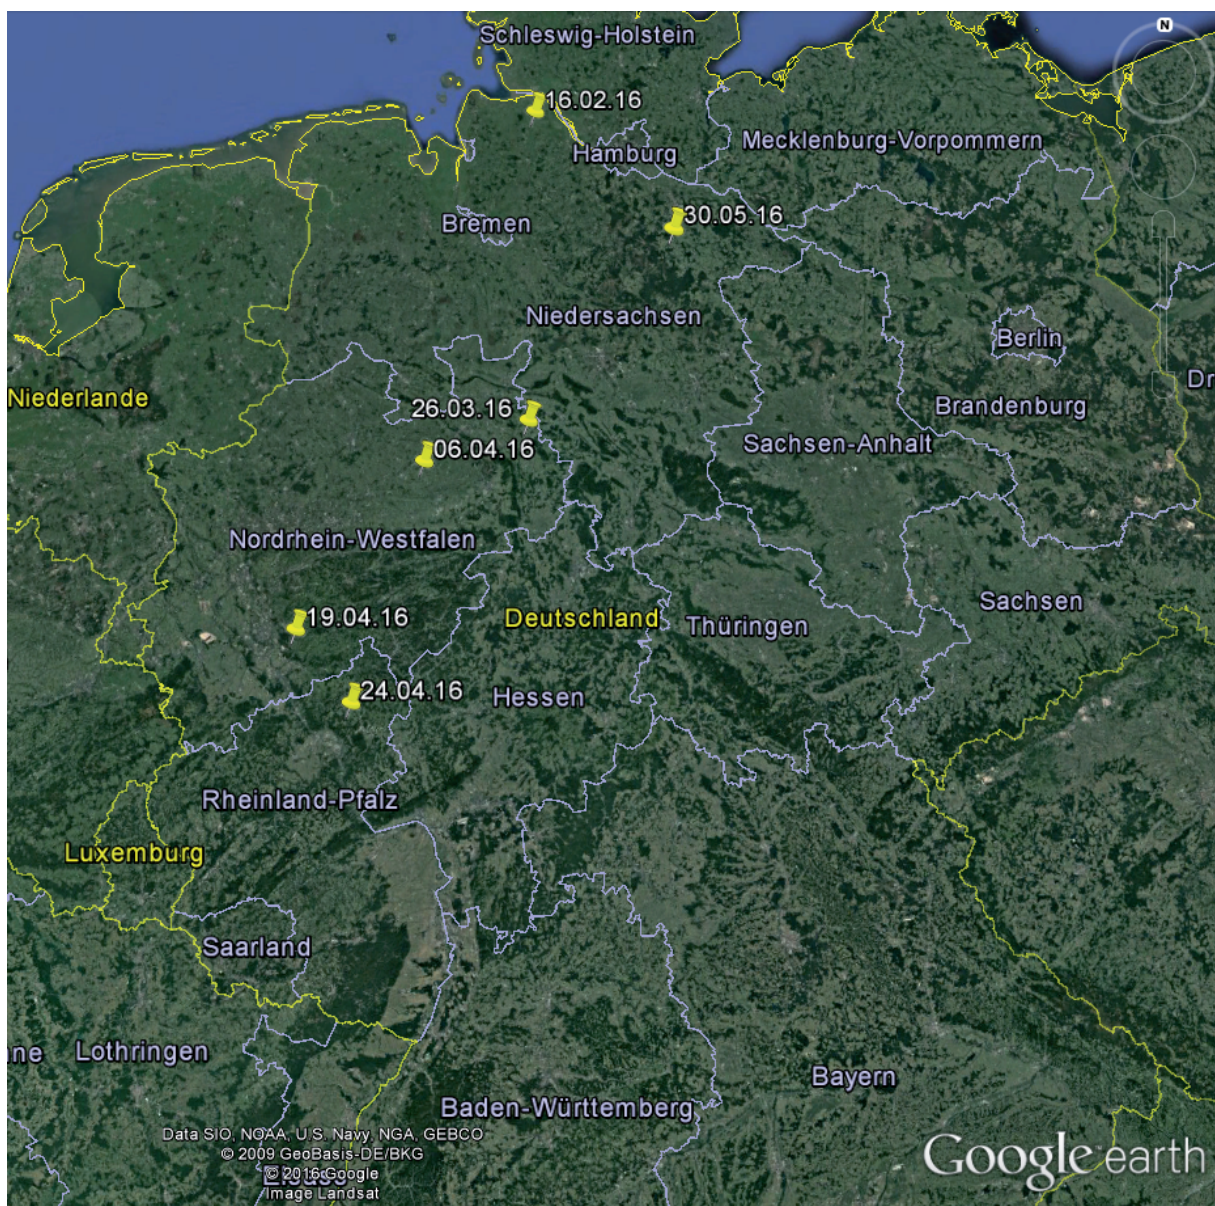 Schleswig-Holstein
N
16.02.16
Mecklenburg-Vorpommern
Hamburg
30.05.16
Bremen
Niedersachsen
Berlin
Niederlande
Dr
26.03.16
Brandenburg
Sachsen-Anhalt
06.04.16
Nordrhein-Westfalen
Sachsen
19.04.16
Deutschland
Thüringen
24.04.16
Hessen
Rheinland-Pfalz
Luxemburg
Saarland
ne
Lothringen
Bayern
Baden-Württemberg
Data SIO, NOAA, U.S. Navy, NGA, GEBCO
© 2009 GeoBasis-DE/BKG
© 2016 Google
Image Landsat
Google earth